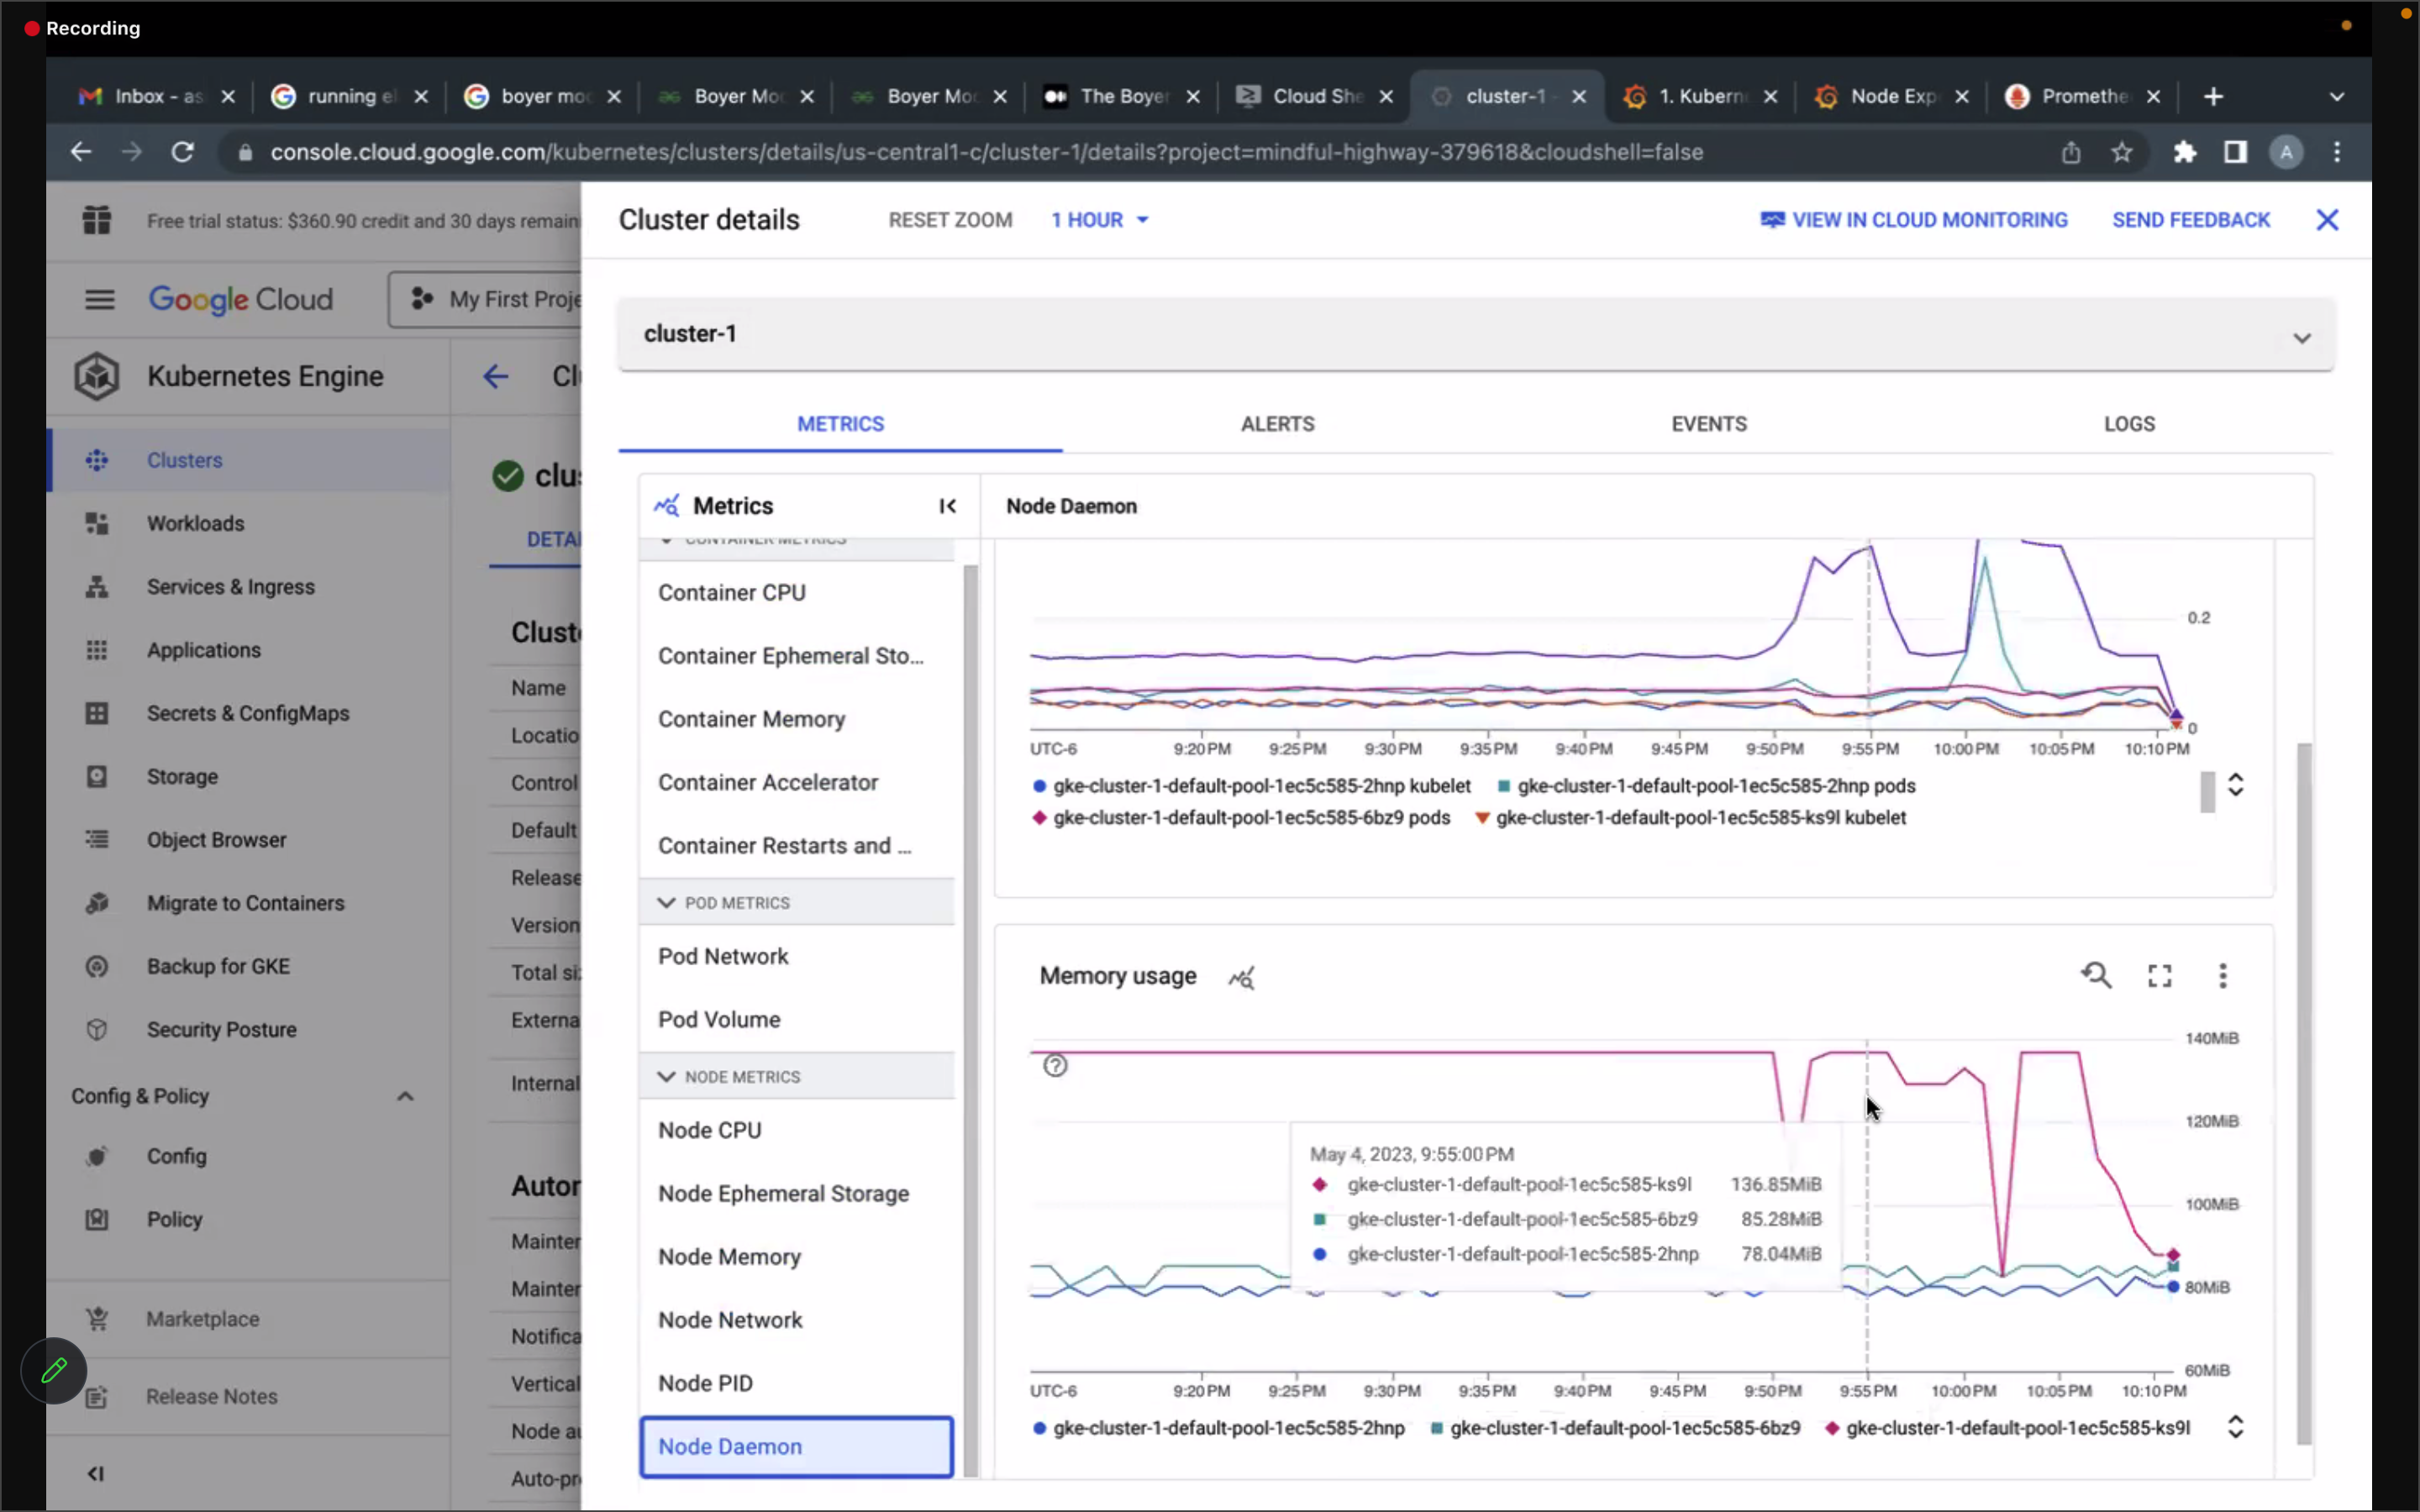 Recording
Inbox - as
running el
boyer moo
Boyer Moo
Boyer Moo
The Boyer
Cloud She
cluster-1 -
1. Kuberne
Node Exp
Promethe
console.cloud.google.com/kubernetes/clusters/details/us-central1-c/cluster-1/details?project=mindful-highway-379618&cloudshell=false
A
Free trial status: $360.90 credit and 30 days remain
Google Cloud
My First Proje
Kubernetes Engine
Clusters
Workloads
Services & Ingress
Applications
Secrets & ConfigMaps
Storage
Object Browser
Migrate to Containers
Backup for GKE
Security Posture
Config & Policy
Config
Policy
Marketplace
Release Notes
Clu
clu
DETAI
Cluste
Name
Locatio
Control
Default
Release
Version
Total si
Externa
Internal
Autor
Mainter
Mainter
Notifica
Vertical
Node au
Auto-pr
Cluster details
RESET ZOOM
1 HOUR
VIEW IN CLOUD MONITORING
SEND FEEDBACK
cluster-1
METRICS
ALERTS
EVENTS
LOGS
Metrics
CONTAINER METRICS
Container CPU
Container Ephemeral Sto...
Container Memory
Container Accelerator
Container Restarts and ...
POD METRICS
Pod Network
Pod Volume
NODE METRICS
Node CPU
Node Ephemeral Storage
Node Memory
Node Network
Node PID
Node Daemon
Node Daemon
0.2
0
UTC-6 9:20 PM 9:25 PM 9:30 PM 9:35 PM 9:40 PM 9:45 PM 9:50 PM 9:55 PM 10:00 PM 10:05 PM 10:10 PM
gke-cluster-1-default-pool-1ec5c585-2hnp kubelet gke-cluster-1-default-pool-1ec5c585-2hnp pods
gke-cluster-1-default-pool-1ec5c585-6bz9 pods gke-cluster-1-default-pool-1ec5c585-ks9l kubelet
Memory usage
140MiB
120MiB
100MiB
80MiB
60MiB
May 4, 2023, 9:55:00 PM
gke-cluster-1-default-pool-1ec5c585-ks9l 136.85MiB
gke-cluster-1-default-pool-1ec5c585-6bz9 85.28MiB
gke-cluster-1-default-pool-1ec5c585-2hnp 78.04MiB
UTC-6 9:20 PM 9:25 PM 9:30 PM 9:35 PM 9:40 PM 9:45 PM 9:50 PM 9:55 PM 10:00 PM 10:05 PM 10:10 PM
gke-cluster-1-default-pool-1ec5c585-2hnp gke-cluster-1-default-pool-1ec5c585-6bz9 gke-cluster-1-default-pool-1ec5c585-ks9l